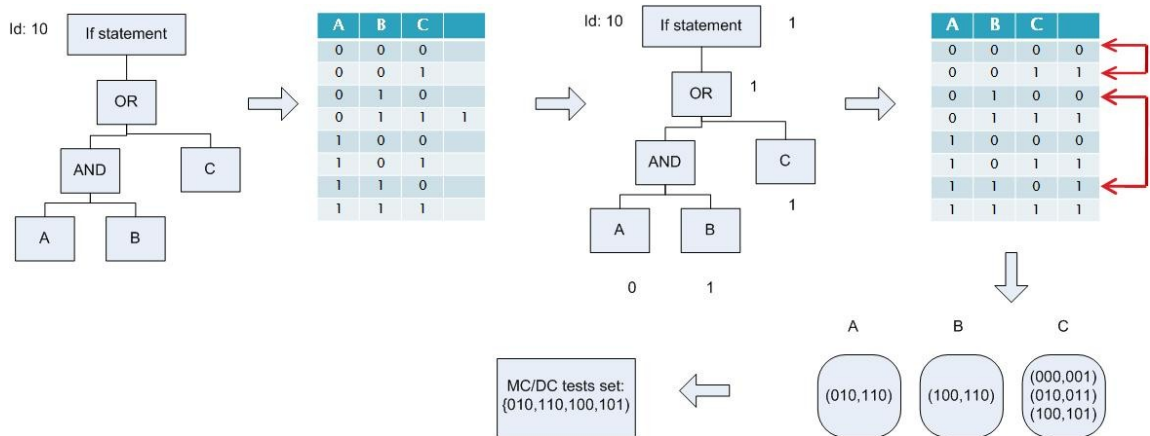 Id: 10
If statement
OR
AND
C
A
B
A B C
0 0 0
0 0 1
0 1 0
0 1 1 1
1 0 0
1 0 1
1 1 0
1 1 1
Id: 10
If statement
1
OR
1
AND
C
1
A
B
0
1
A B C
0 0 0 0
0 0 1 1
0 1 0 0
0 1 1 1
1 0 0 0
1 0 1 1
1 1 0 1
1 1 1 1
A
B
C
(010,110)
(100,110)
(000,001)
(010,011)
(100,101)
MC/DC tests set:
{010,110,100,101)